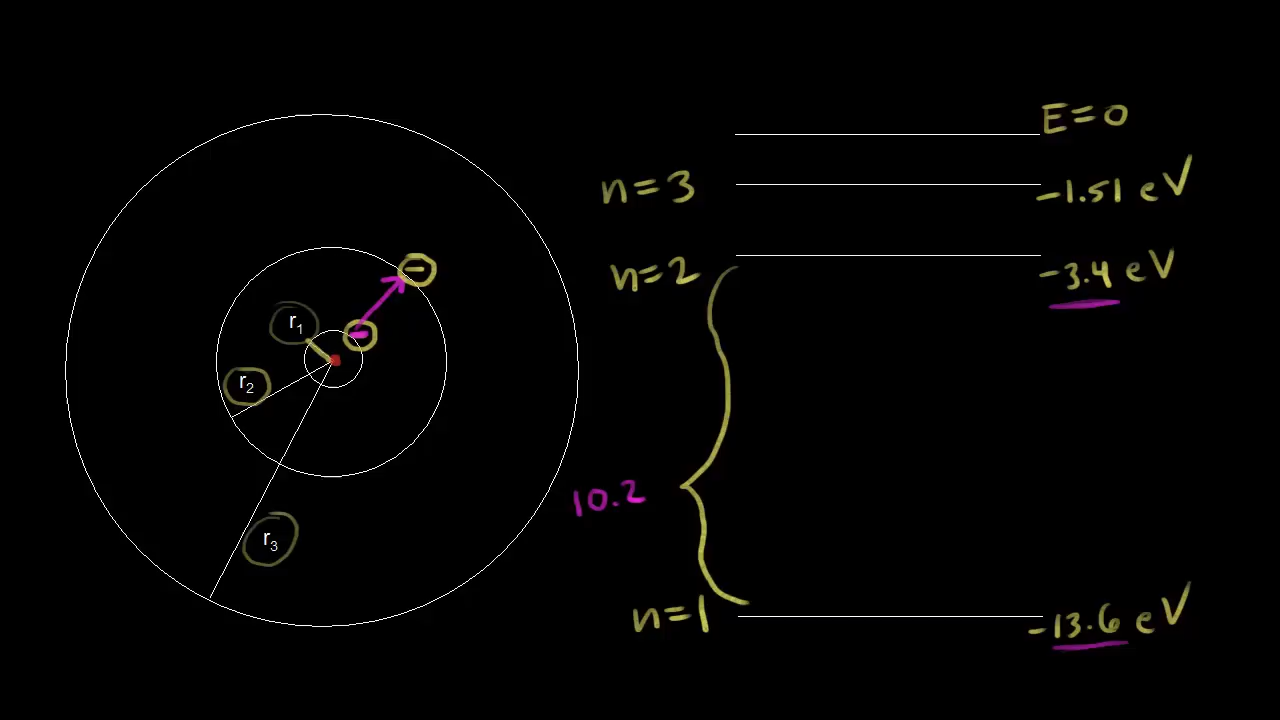 E=0
n=3 -1.51 eV
n=2 -3.4 eV
r1
r2
10.2
r3
n=1 -13.6 eV